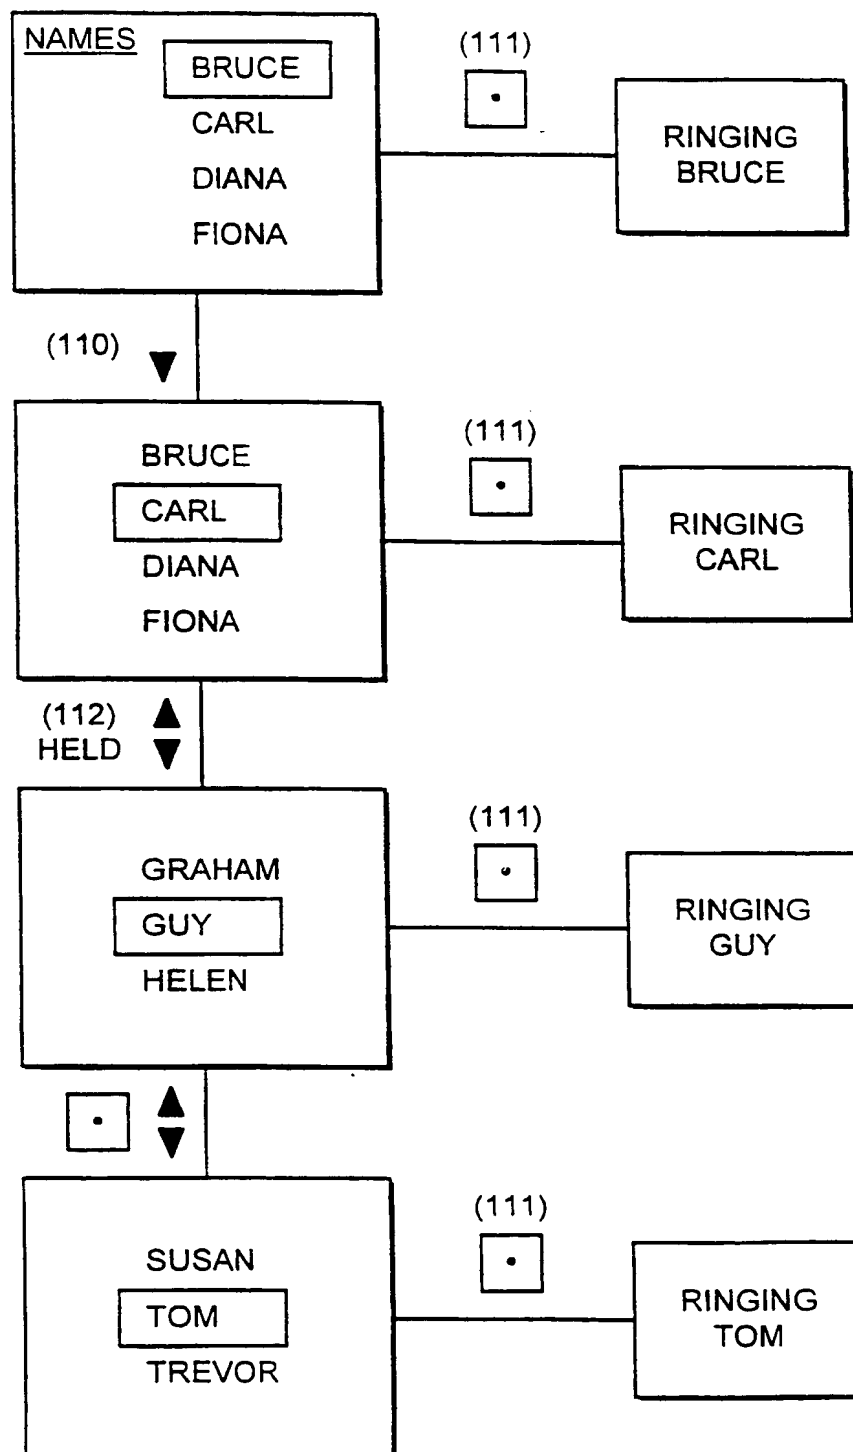 NAMES
BRUCE
CARL
DIANA
FIONA
(111)
RINGING
BRUCE
(110)
BRUCE
CARL
DIANA
FIONA
(111)
RINGING
CARL
(112)
HELD
GRAHAM
GUY
HELEN
(111)
RINGING
GUY
SUSAN
TOM
TREVOR
(111)
RINGING
TOM